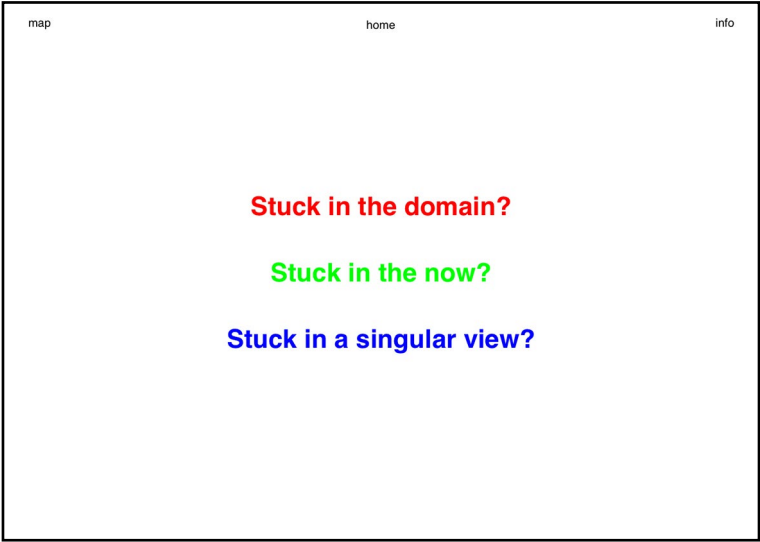 map home info
Stuck in the domain?
Stuck in the now?
Stuck in a singular view?